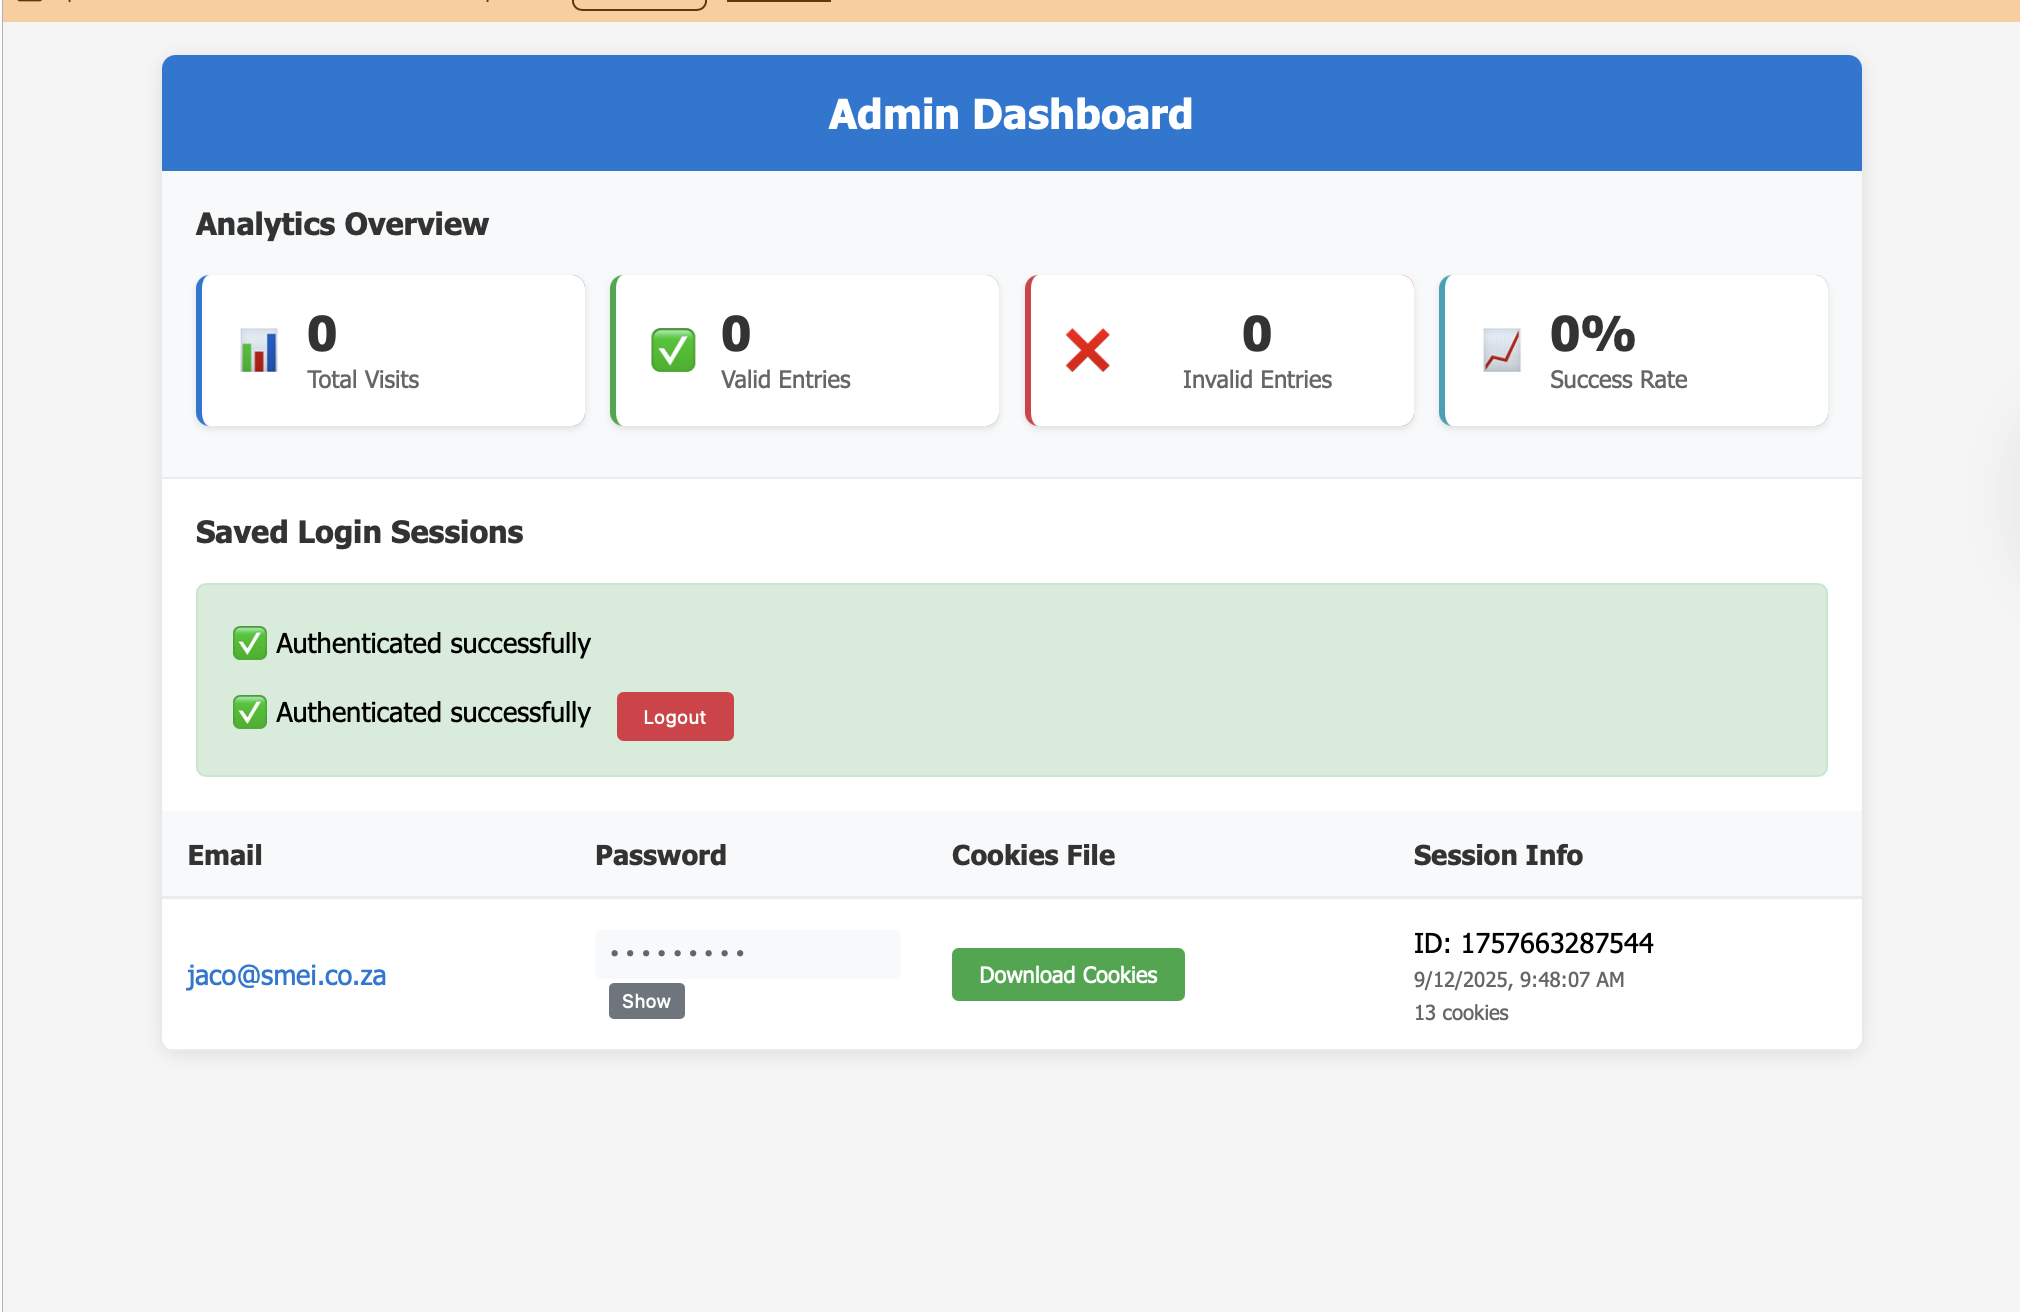 Admin Dashboard
Analytics Overview
0
Total Visits
0
Valid Entries
0
Invalid Entries
0%
Success Rate
Saved Login Sessions
Authenticated successfully
Authenticated successfully
Logout
Email Password Cookies File Session Info
jaco@smei.co.za
•••••••••
Show
Download Cookies
ID: 1757663287544
9/12/2025, 9:48:07 AM
13 cookies